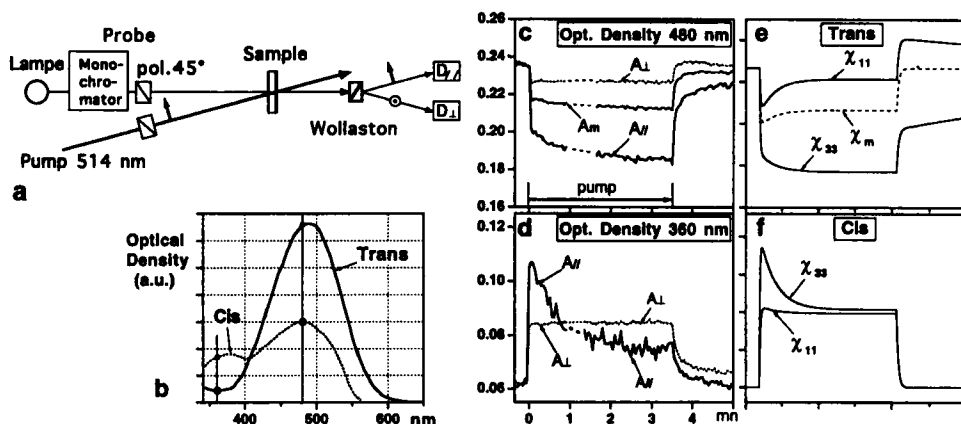 Probe
Lampe
Mono-
chro-
mator
pol.45°
Sample
D//
D⊥
Wollaston
Pump 514 nm
a
Optical
Density
(a.u.)
Trans
Cis
b
400 500 600 nm
c
Opt. Density 480 nm
0.26
0.24
0.22
0.20
0.18
0.16
A⊥
Am
A//
pump
d
Opt. Density 360 nm
0.12
0.10
0.08
0.06
A//
A⊥
A⊥
A//
0 1 2 3 4 mn
e
Trans
χ11
χm
χ33
f
Cis
χ33
χ11